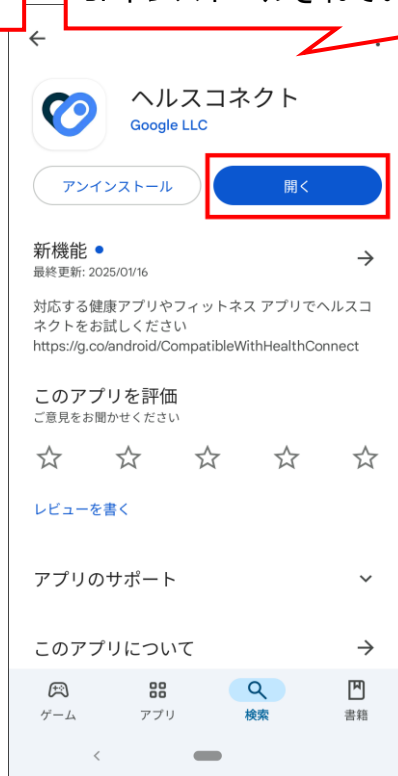 ヘルスコネクト
Google LLC
アンインストール
開く
新機能
最終更新: 2025/01/16
対応する健康アプリやフィットネス アプリでヘルスコ
ネクトをお試しください
https://g.co/android/CompatibleWithHealthConnect
このアプリを評価
ご意見をお聞かせください
レビューを書く
アプリのサポート
このアプリについて
ゲーム
アプリ
検索
書籍